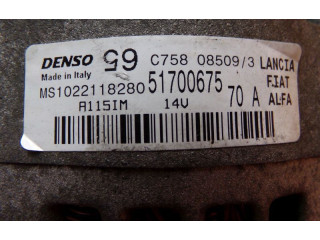 DENSO 99 C758 08509/3 LANCIA
Made in Italy FIAT
MS1022118280 51700675 70 A ALFA
A115IM 14V